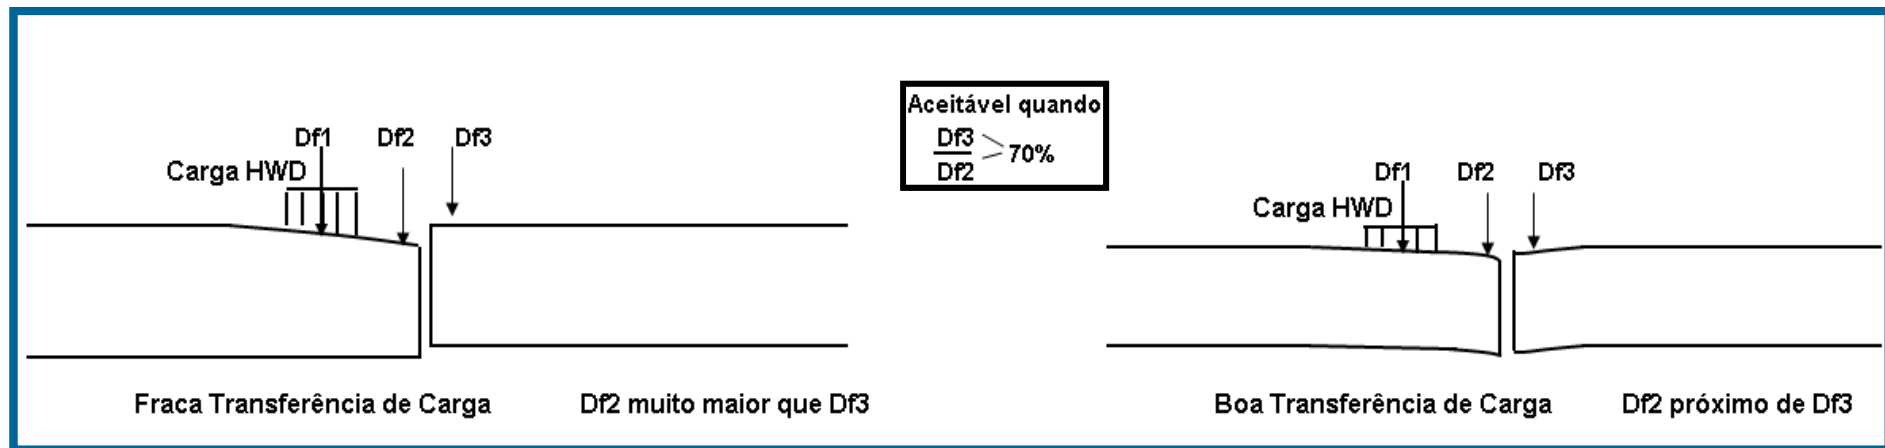 Df1 Df2 Df3
Carga HWD
Fraca Transferência de Carga
Df2 muito maior que Df3
Aceitável quando
Df3
> 70%
Df2
Df1 Df2 Df3
Carga HWD
Boa Transferência de Carga
Df2 próximo de Df3